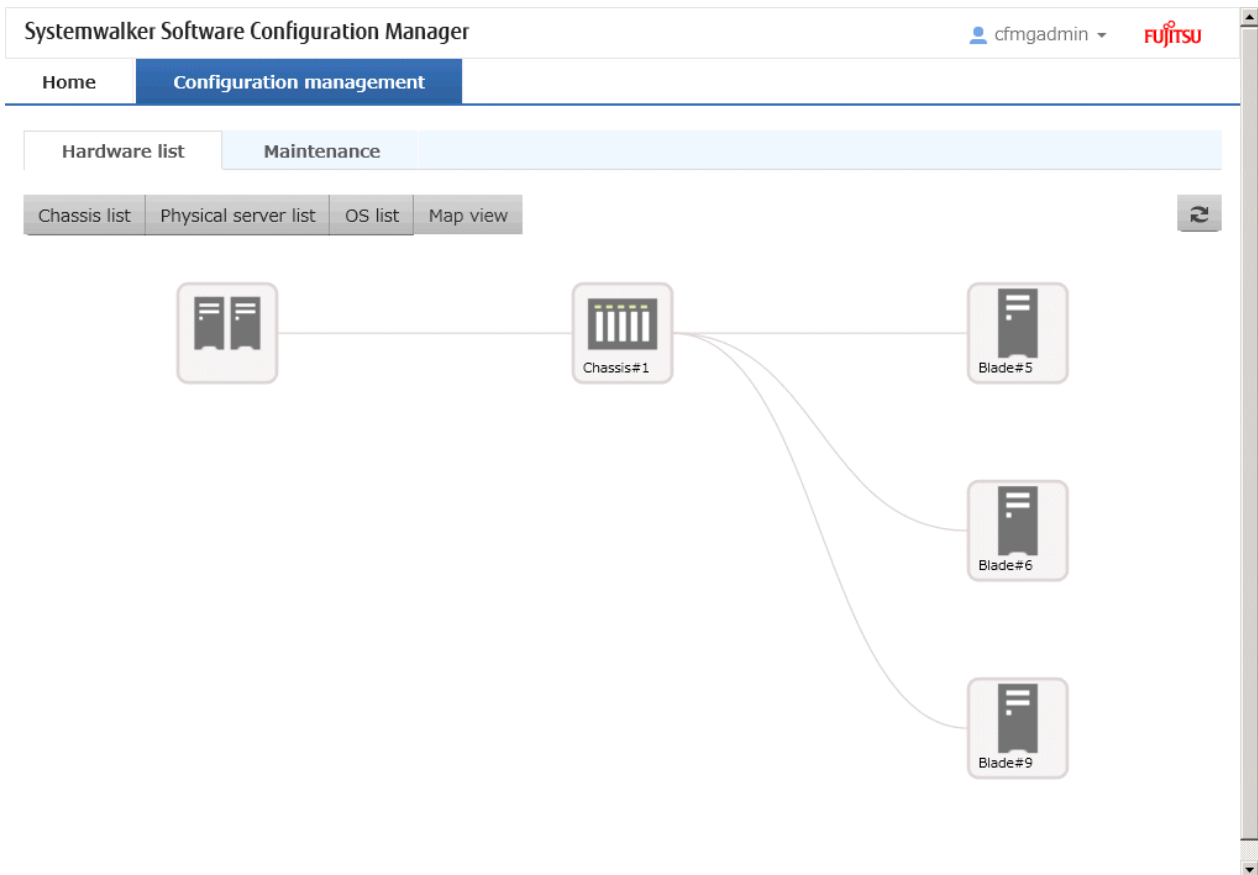 Systemwalker Software Configuration Manager
cfmgadmin
FUJITSU
Home
Configuration management
Hardware list
Maintenance
Chassis list
Physical server list
OS list
Map view
Chassis#1
Blade#5
Blade#6
Blade#9